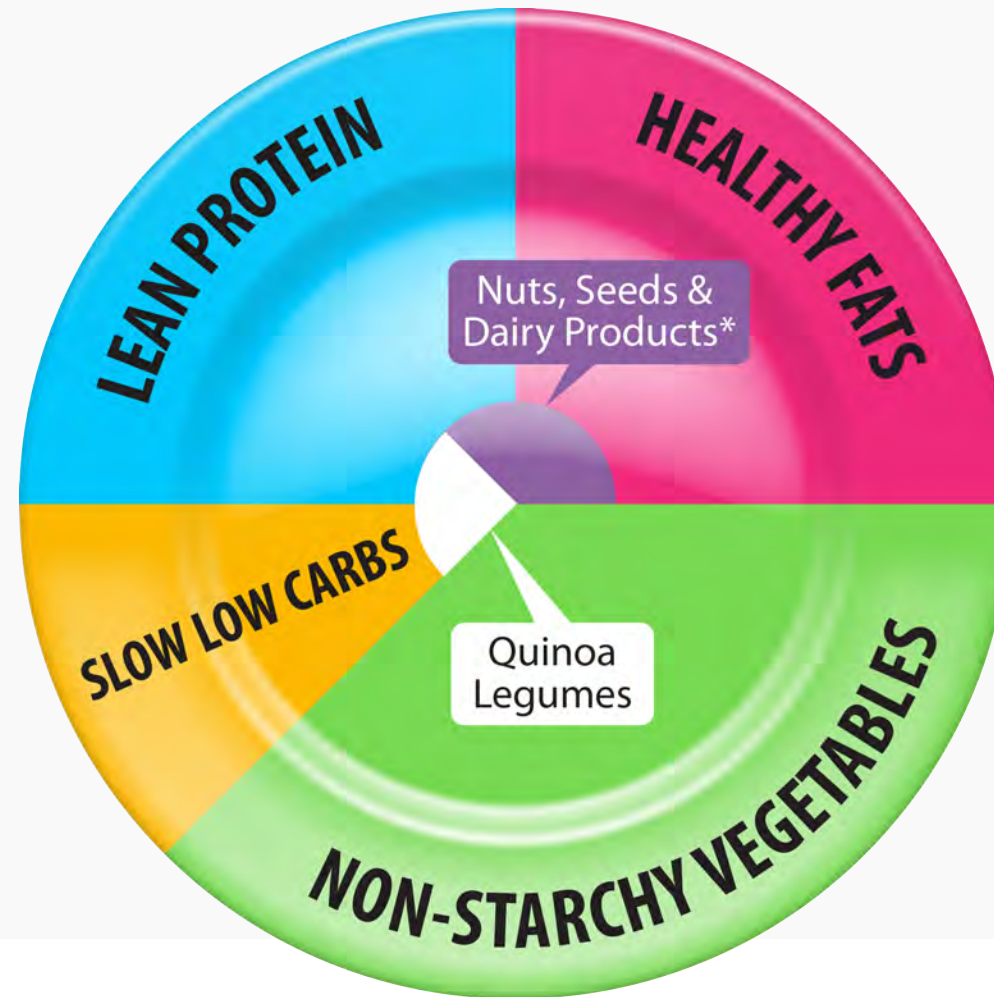 LEAN PROTEIN
HEALTHY FATS
Nuts, Seeds &
Dairy Products*
SLOW LOW CARBS
Quinoa
Legumes
NON-STARCHY VEGETABLES